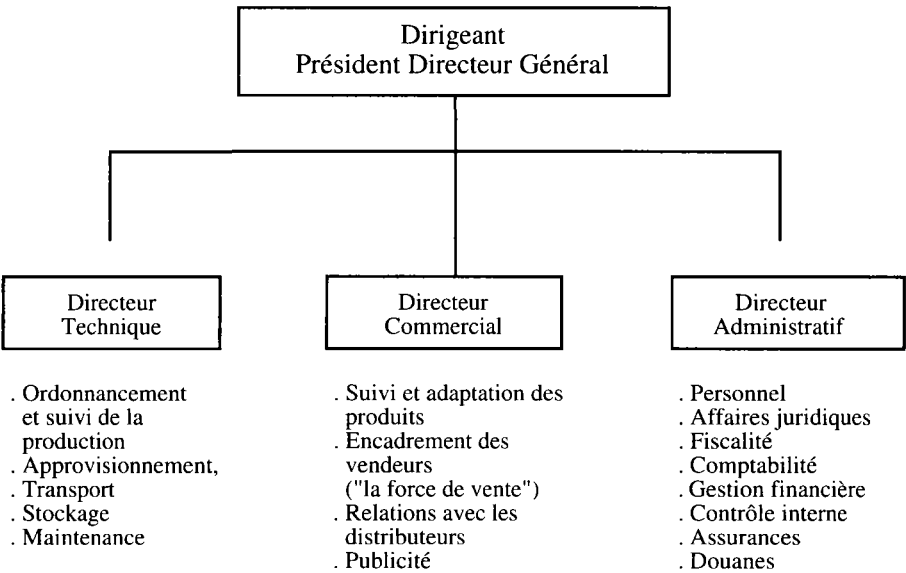 Dirigeant
Président Directeur Général
Directeur
Technique
. Ordonnancement
et suivi de la
production
. Approvisionnement,
. Transport
. Stockage
. Maintenance
Directeur
Commercial
. Suivi et adaptation des
produits
. Encadrement des
vendeurs
("la force de vente")
. Relations avec les
distributeurs
. Publicité
Directeur
Administratif
. Personnel
. Affaires juridiques
. Fiscalité
. Comptabilité
. Gestion financière
. Contrôle interne
. Assurances
. Douanes